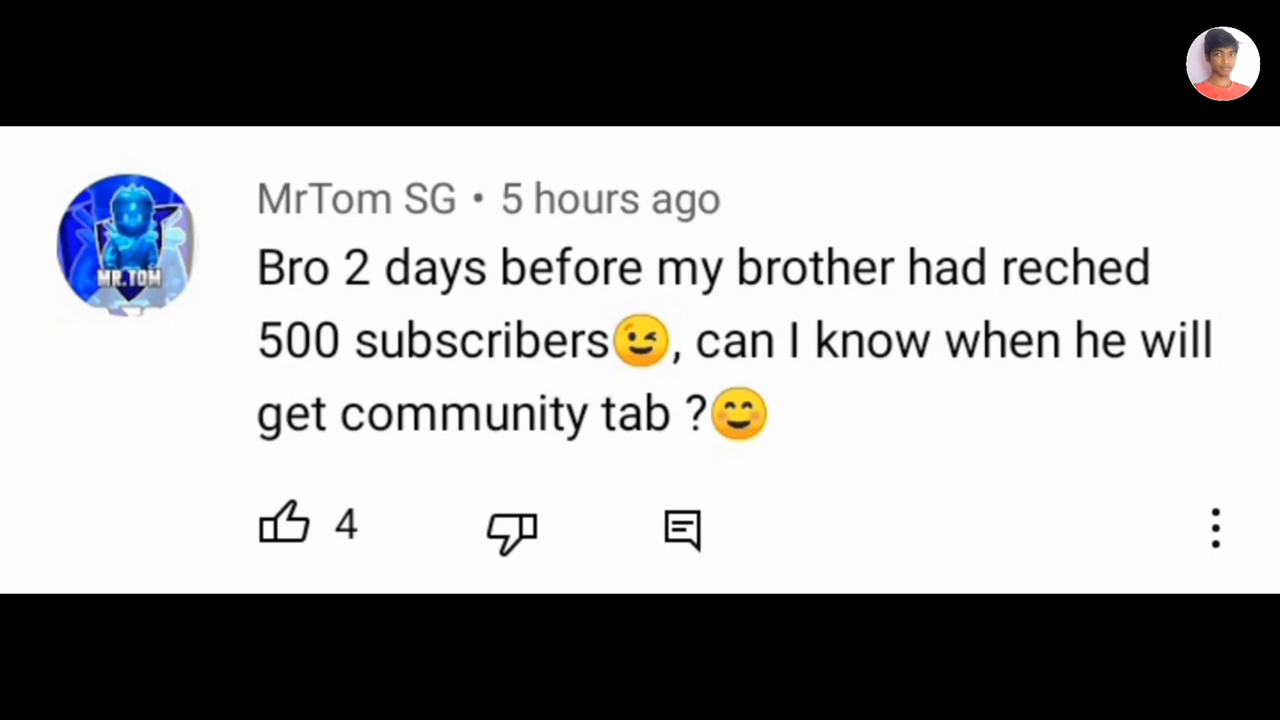 MrTom SG • 5 hours ago
MR.TOM
Bro 2 days before my brother had reched
500 subscribers😉, can I know when he will
get community tab ?😊
4